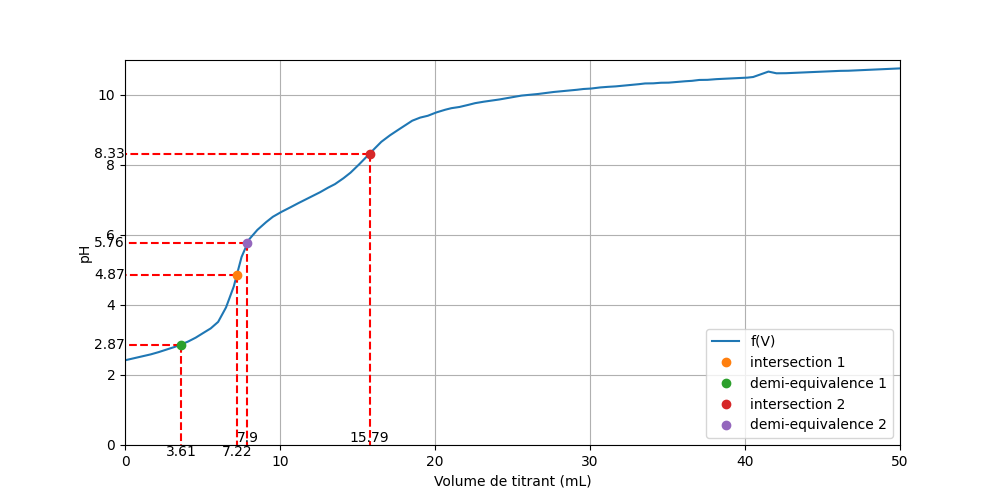 10
8.33
8
6
5.76
4.87
4
2.87
2
0
pH
7.9
15.79
3.61
7.22
0
10
20
30
40
50
Volume de titrant (mL)
f(V)
intersection 1
demi-equivalence 1
intersection 2
demi-equivalence 2